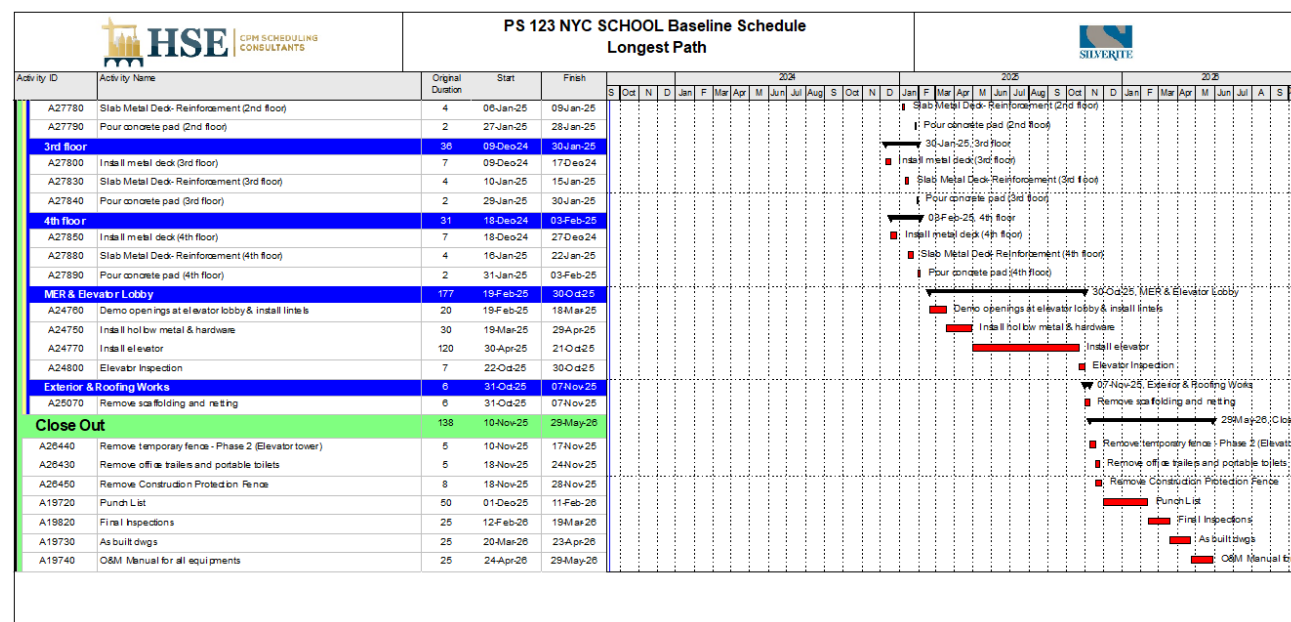 HSE CPM SCHEDULING CONSULTANTS
PS 123 NYC SCHOOL Baseline Schedule
Longest Path
SILVERITE
Activity ID Activity Name Original Duration Start Finish
2024 2025 2026
S Oct N D Jan F Mar Apr M Jun Jul Aug S Oct N D Jan F Mar Apr M Jun Jul Aug S Oct N D Jan F Mar Apr M Jun Jul A S
A27780 Slab Metal Deck- Reinforcement (2nd floor) 4 06-Jan-25 09-Jan-25 Slab Metal Deck- Reinforcement (2nd floor)
A27790 Pour concrete pad (2nd floor) 2 27-Jan-25 28-Jan-25 Pour concrete pad (2nd floor)
3rd floor 36 09-Dec-24 30-Jan-25 30-Jan-25, 3rd floor
A27800 Install metal deck (3rd floor) 7 09-Dec-24 17-Dec-24 Install metal deck (3rd floor)
A27830 Slab Metal Deck- Reinforcement (3rd floor) 4 10-Jan-25 15-Jan-25 Slab Metal Deck- Reinforcement (3rd floor)
A27840 Pour concrete pad (3rd floor) 2 29-Jan-25 30-Jan-25 Pour concrete pad (3rd floor)
4th floor 31 18-Dec-24 03-Feb-25 03-Feb-25, 4th floor
A27850 Install metal deck (4th floor) 7 18-Dec-24 27-Dec-24 Install metal deck (4th floor)
A27880 Slab Metal Deck- Reinforcement (4th floor) 4 16-Jan-25 22-Jan-25 Slab Metal Deck- Reinforcement (4th floor)
A27890 Pour concrete pad (4th floor) 2 31-Jan-25 03-Feb-25 Pour concrete pad (4th floor)
MER & Elevator Lobby 177 19-Feb-25 30-Oct-25 30-Oct-25, MER & Elevator Lobby
A24760 Demo openings at elevator lobby & install lintels 20 19-Feb-25 18-Mar-25 Demo openings at elevator lobby & install lintels
A24750 Install hollow metal & hardware 30 19-Mar-25 29-Apr-25 Install hollow metal & hardware
A24770 Install elevator 120 30-Apr-25 21-Oct-25 Install elevator
A24800 Elevator Inspection 7 22-Oct-25 30-Oct-25 Elevator Inspection
Exterior & Roofing Works 6 31-Oct-25 07-Nov-25 07-Nov-25, Exterior & Roofing Works
A25070 Remove scaffolding and netting 6 31-Oct-25 07-Nov-25 Remove scaffolding and netting
Close Out 138 10-Nov-25 29-May-26 29-May-26, Clos
A26440 Remove temporary fence - Phase 2 (Elevator tower) 5 10-Nov-25 17-Nov-25 Remove temporary fence - Phase 2 (Elevato
A26430 Remove office trailers and portable toilets 5 18-Nov-25 24-Nov-25 Remove office trailers and portable toilets
A26450 Remove Construction Protection Fence 8 18-Nov-25 28-Nov-25 Remove Construction Protection Fence
A19720 Punch List 50 01-Dec-25 11-Feb-26 Punch List
A19820 Final Inspections 25 12-Feb-26 19-Mar-26 Final Inspections
A19730 As built dwgs 25 20-Mar-26 23-Apr-26 As built dwgs
A19740 O&M Manual for all equipments 25 24-Apr-26 29-May-26 O&M Manual fo